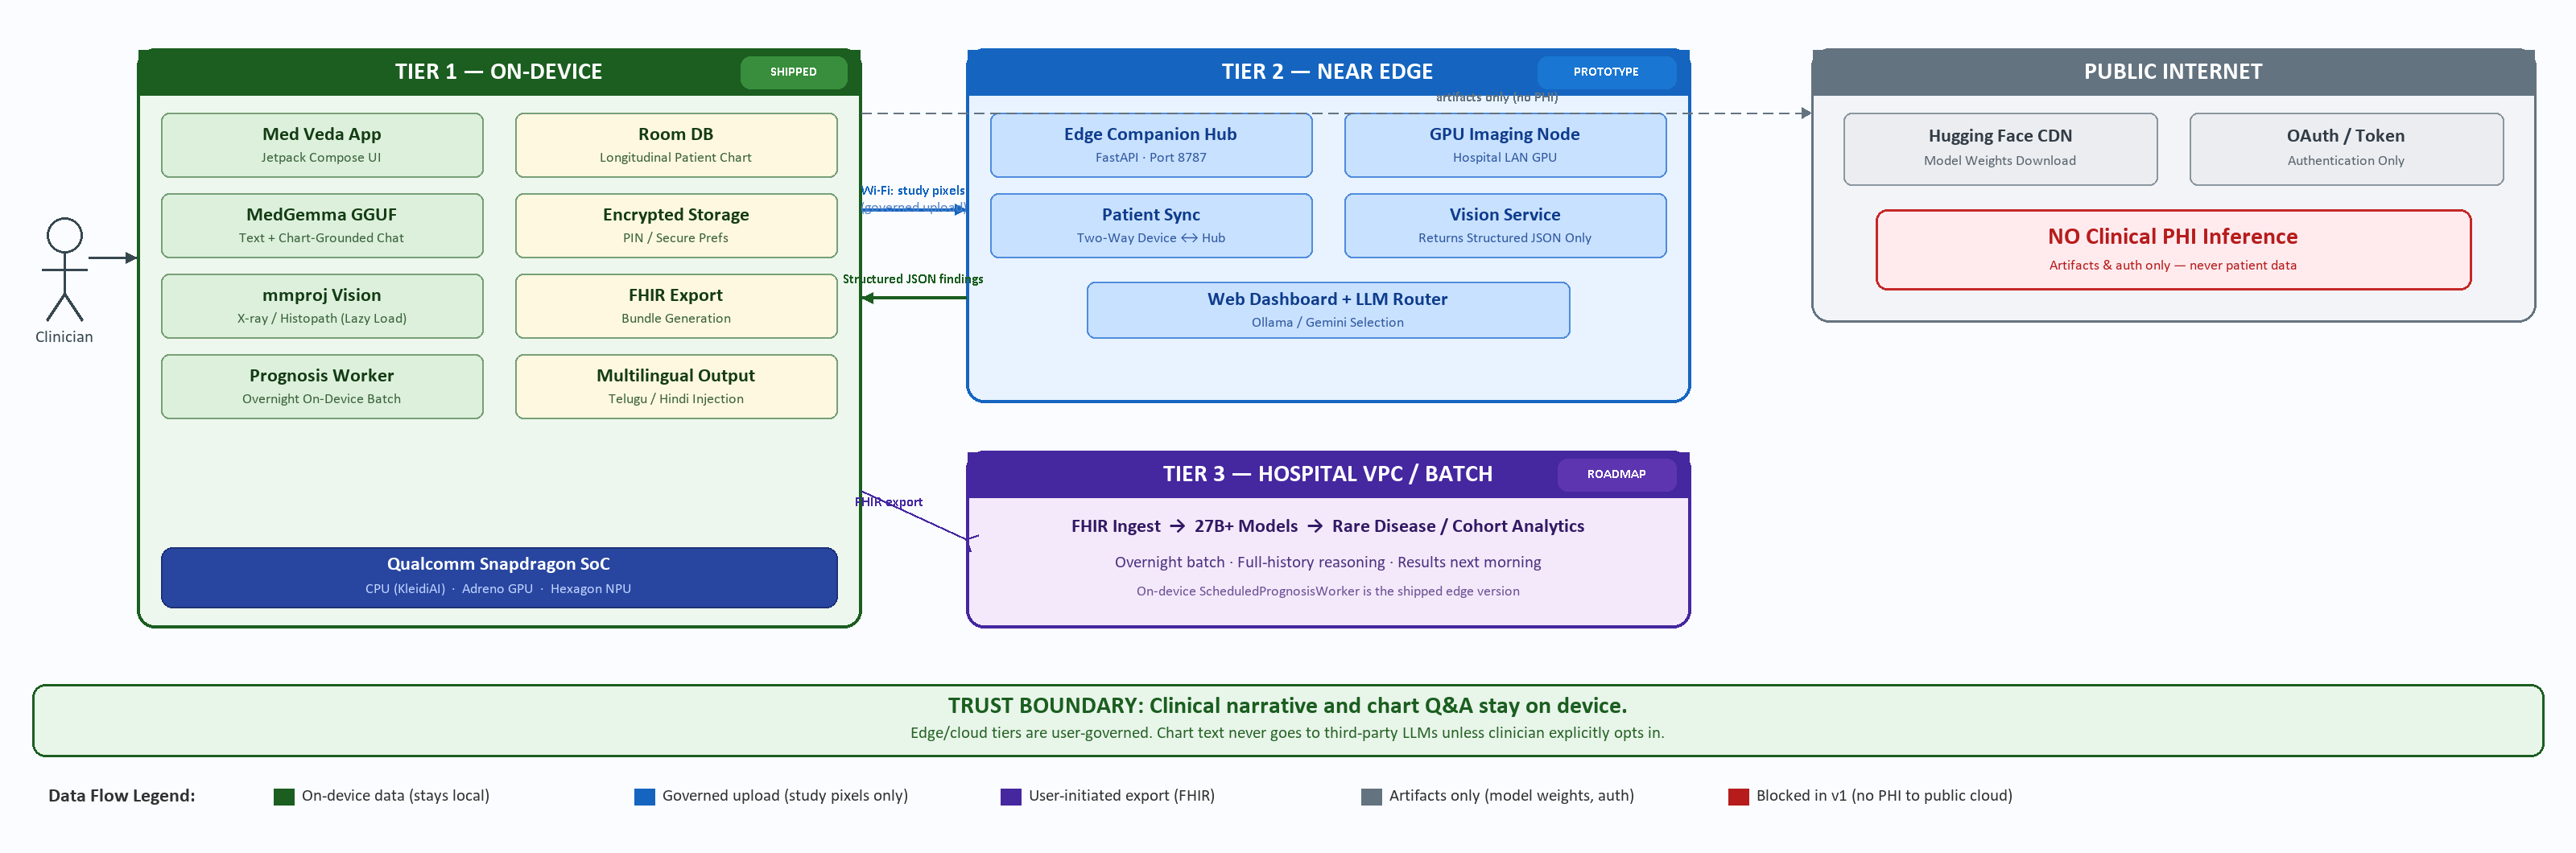 TIER 1 — ON-DEVICE
SHIPPED
Med Veda App
Jetpack Compose UI
Room DB
Longitudinal Patient Chart
MedGemma GGUF
Text + Chart-Grounded Chat
Encrypted Storage
PIN / Secure Prefs
mmproj Vision
X-ray / Histopath (Lazy Load)
FHIR Export
Bundle Generation
Prognosis Worker
Overnight On-Device Batch
Multilingual Output
Telugu / Hindi Injection
Qualcomm Snapdragon SoC
CPU (KleidiAI) · Adreno GPU · Hexagon NPU
Clinician
Wi-Fi: study pixels
(governed upload)
Structured JSON findings
FHIR export
TIER 2 — NEAR EDGE
PROTOTYPE
artifacts only (no PHI)
Edge Companion Hub
FastAPI · Port 8787
GPU Imaging Node
Hospital LAN GPU
Patient Sync
Two-Way Device ↔ Hub
Vision Service
Returns Structured JSON Only
Web Dashboard + LLM Router
Ollama / Gemini Selection
TIER 3 — HOSPITAL VPC / BATCH
ROADMAP
FHIR Ingest → 27B+ Models → Rare Disease / Cohort Analytics
Overnight batch · Full-history reasoning · Results next morning
On-device ScheduledPrognosisWorker is the shipped edge version
PUBLIC INTERNET
Hugging Face CDN
Model Weights Download
OAuth / Token
Authentication Only
NO Clinical PHI Inference
Artifacts & auth only — never patient data
TRUST BOUNDARY: Clinical narrative and chart Q&A stay on device.
Edge/cloud tiers are user-governed. Chart text never goes to third-party LLMs unless clinician explicitly opts in.
Data Flow Legend:
On-device data (stays local)
Governed upload (study pixels only)
User-initiated export (FHIR)
Artifacts only (model weights, auth)
Blocked in v1 (no PHI to public cloud)